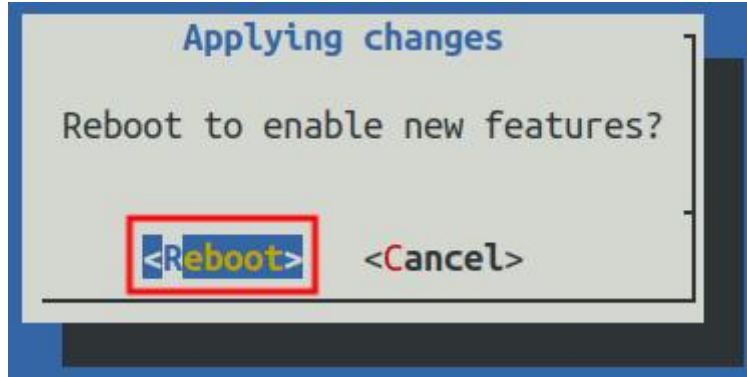 Applying changes
Reboot to enable new features?
<Reboot> <Cancel>